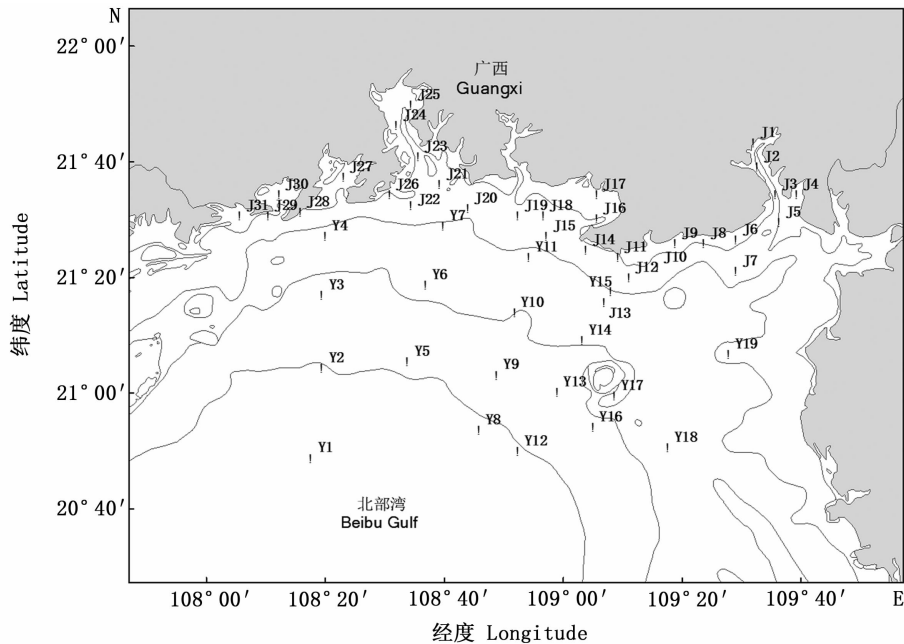 N
22° 00′
广西
Guangxi
J25
J24
J1
21° 40′
J23
J2
J27
J21
J30
J26
J17
J3
J4
J31
J29
J28
J22
J20
J19
J18
J16
Y4
Y7
J15
J5
J9
J8
J6
Y11
J14
J11
J10
21° 20′
J12
J7
Y3
Y6
Y15
Y10
J13
Y14
纬度 Latitude
Y2
Y5
Y9
Y19
21° 00′
Y13
Y17
Y8
Y16
Y1
Y12
Y18
北部湾
Beibu Gulf
20° 40′
108° 00′
108° 20′
108° 40′
109° 00′
109° 20′
109° 40′
E
经度 Longitude